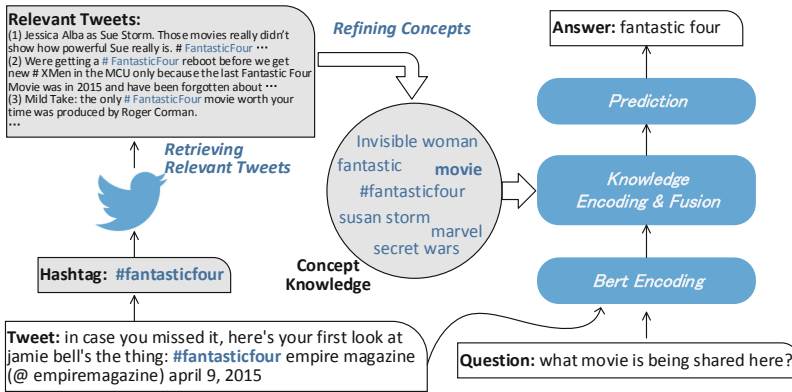 Relevant Tweets:
(1) Jessica Alba as Sue Storm. Those movies really didn't
show how powerful Sue really is. # FantasticFour ···
(2) Were getting a # FantasticFour reboot before we get
new # XMen in the MCU only because the last Fantastic Four
Movie was in 2015 and have been forgotten about ···
(3) Mild Take: the only # FantasticFour movie worth your
time was produced by Roger Corman.
···
Refining Concepts
Retrieving
Relevant Tweets
Hashtag: #fantasticfour
Tweet: in case you missed it, here's your first look at
jamie bell's the thing: #fantasticfour empire magazine
(@ empiremagazine) april 9, 2015
Invisible woman
fantastic movie
#fantasticfour
susan storm
marvel
secret wars
Concept
Knowledge
Answer: fantastic four
Prediction
Knowledge
Encoding & Fusion
Bert Encoding
Question: what movie is being shared here?